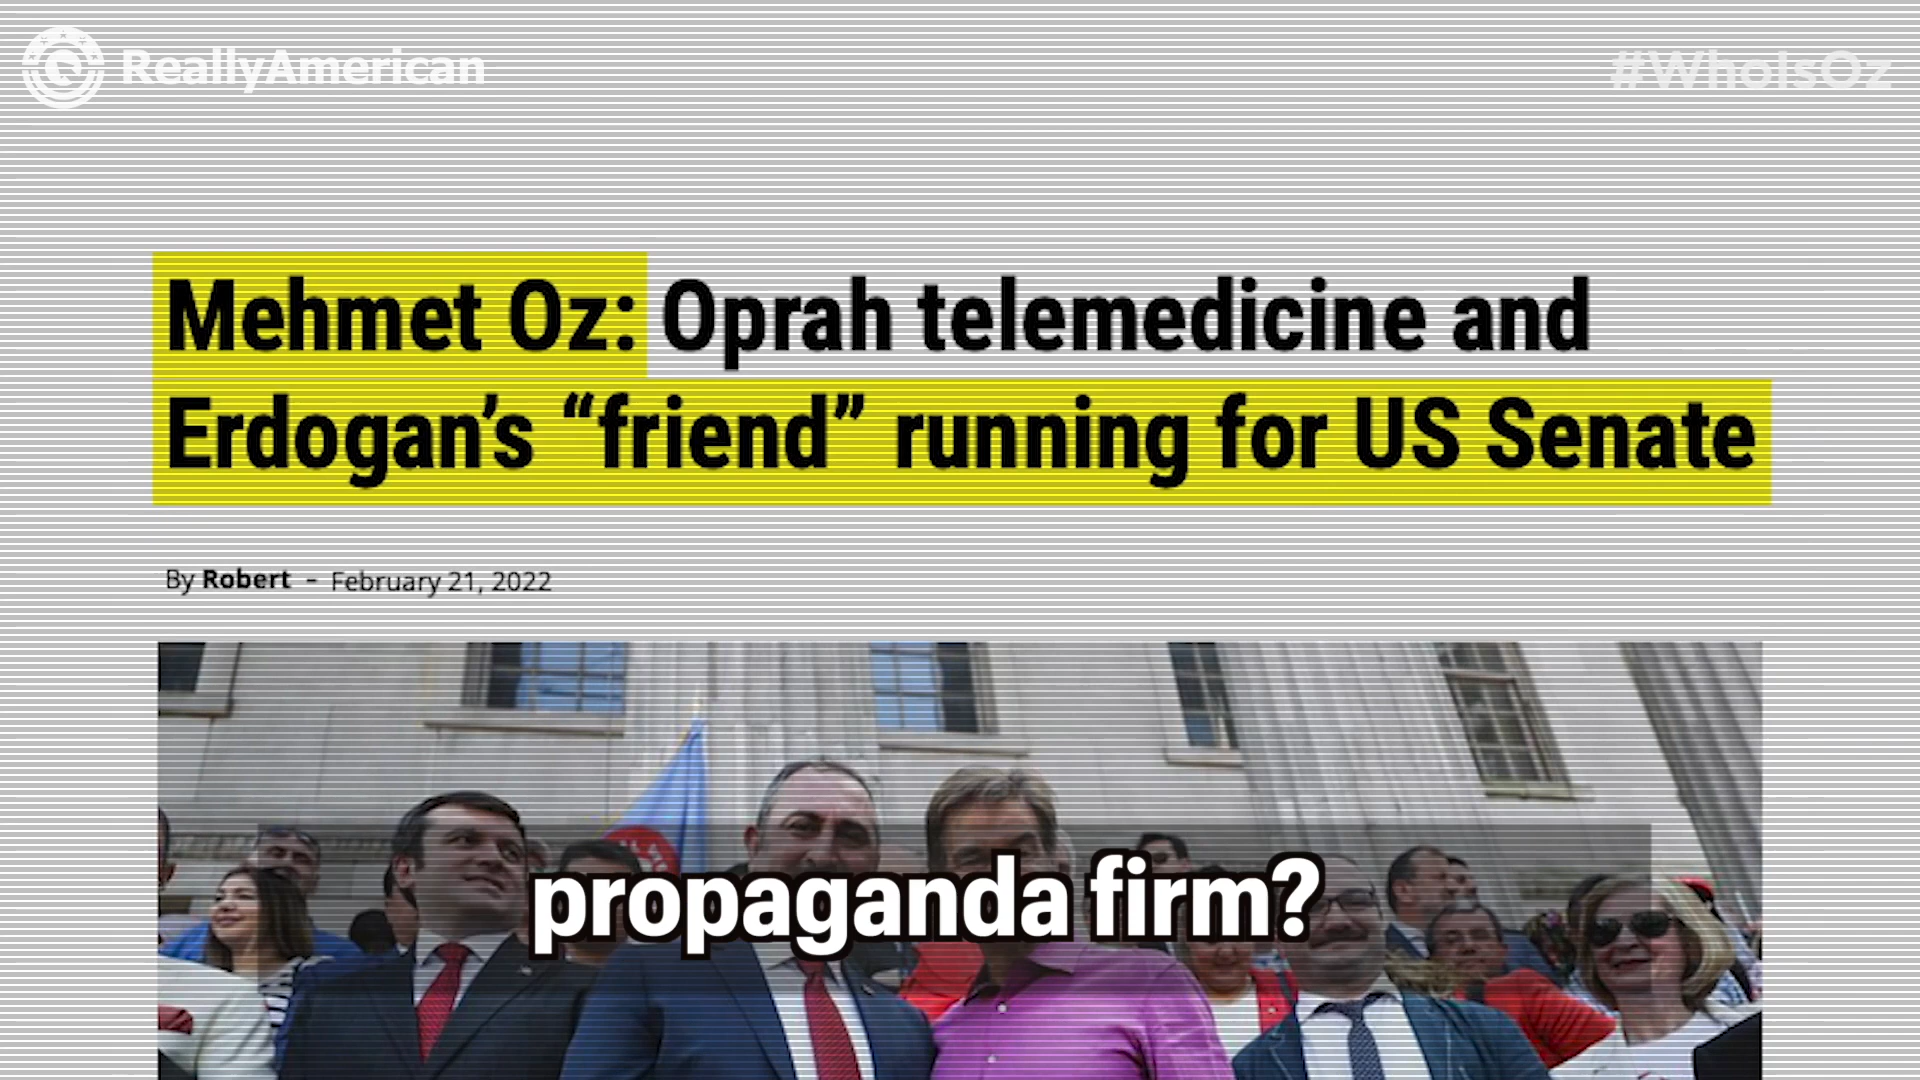 ReallyAmerican
#WhoIsOz
Mehmet Oz: Oprah telemedicine and
Erdogan’s “friend” running for US Senate
By Robert - February 21, 2022
propaganda firm?